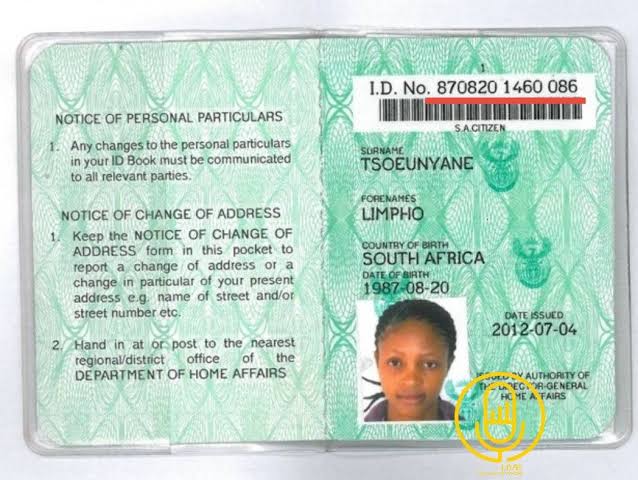 NOTICE OF PERSONAL PARTICULARS
1. Any changes to the personal particulars
in your ID Book must be communicated
to all relevant parties.
NOTICE OF CHANGE OF ADDRESS
1. Keep the NOTICE OF CHANGE OF
ADDRESS form in this pocket to
report a change of address or a
change in particular of your present
address e.g. name of street and/or
street number etc.
2. Hand in at or post to the nearest
regional/district office of the
DEPARTMENT OF HOME AFFAIRS
1
I.D. No. 870820 1460 086
S.A.CITIZEN
SURNAME
TSOEUNYANE
FORENAMES
LIMPHO
COUNTRY OF BIRTH
SOUTH AFRICA
DATE OF BIRTH
1987-08-20
DATE ISSUED
2012-07-04
ISSUED BY AUTHORITY OF
THE DIRECTOR-GENERAL
HOME AFFAIRS